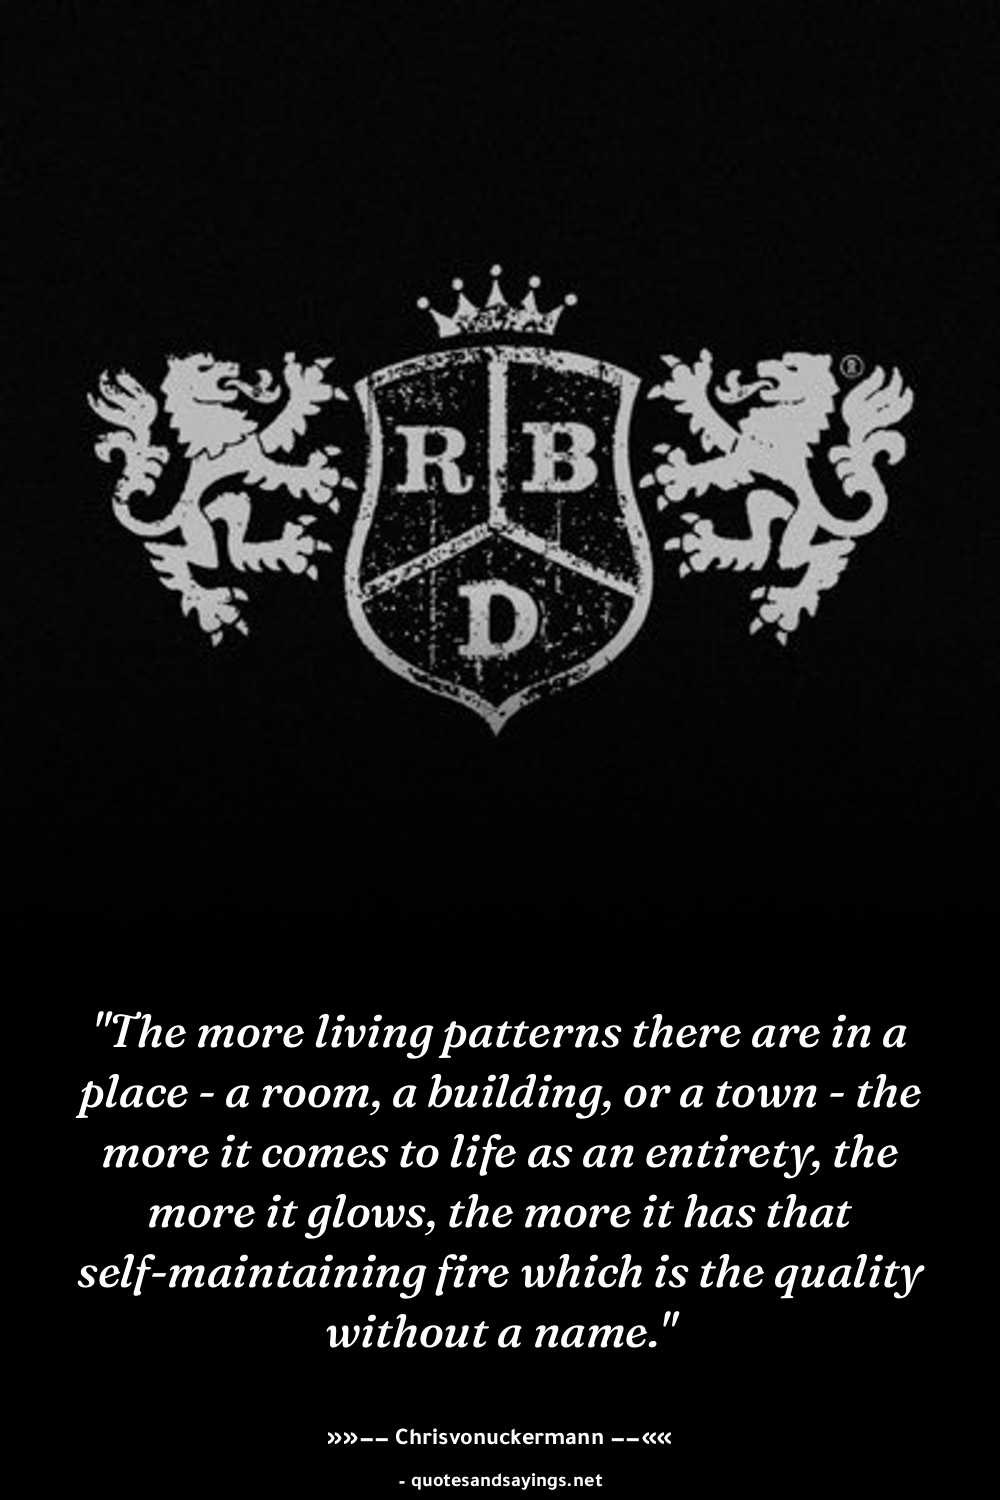 R B
D
®
"The more living patterns there are in a
place - a room, a building, or a town - the
more it comes to life as an entirety, the
more it glows, the more it has that
self-maintaining fire which is the quality
without a name."
»»–– Chrisvonuckermann ––««
- quotesandsayings.net